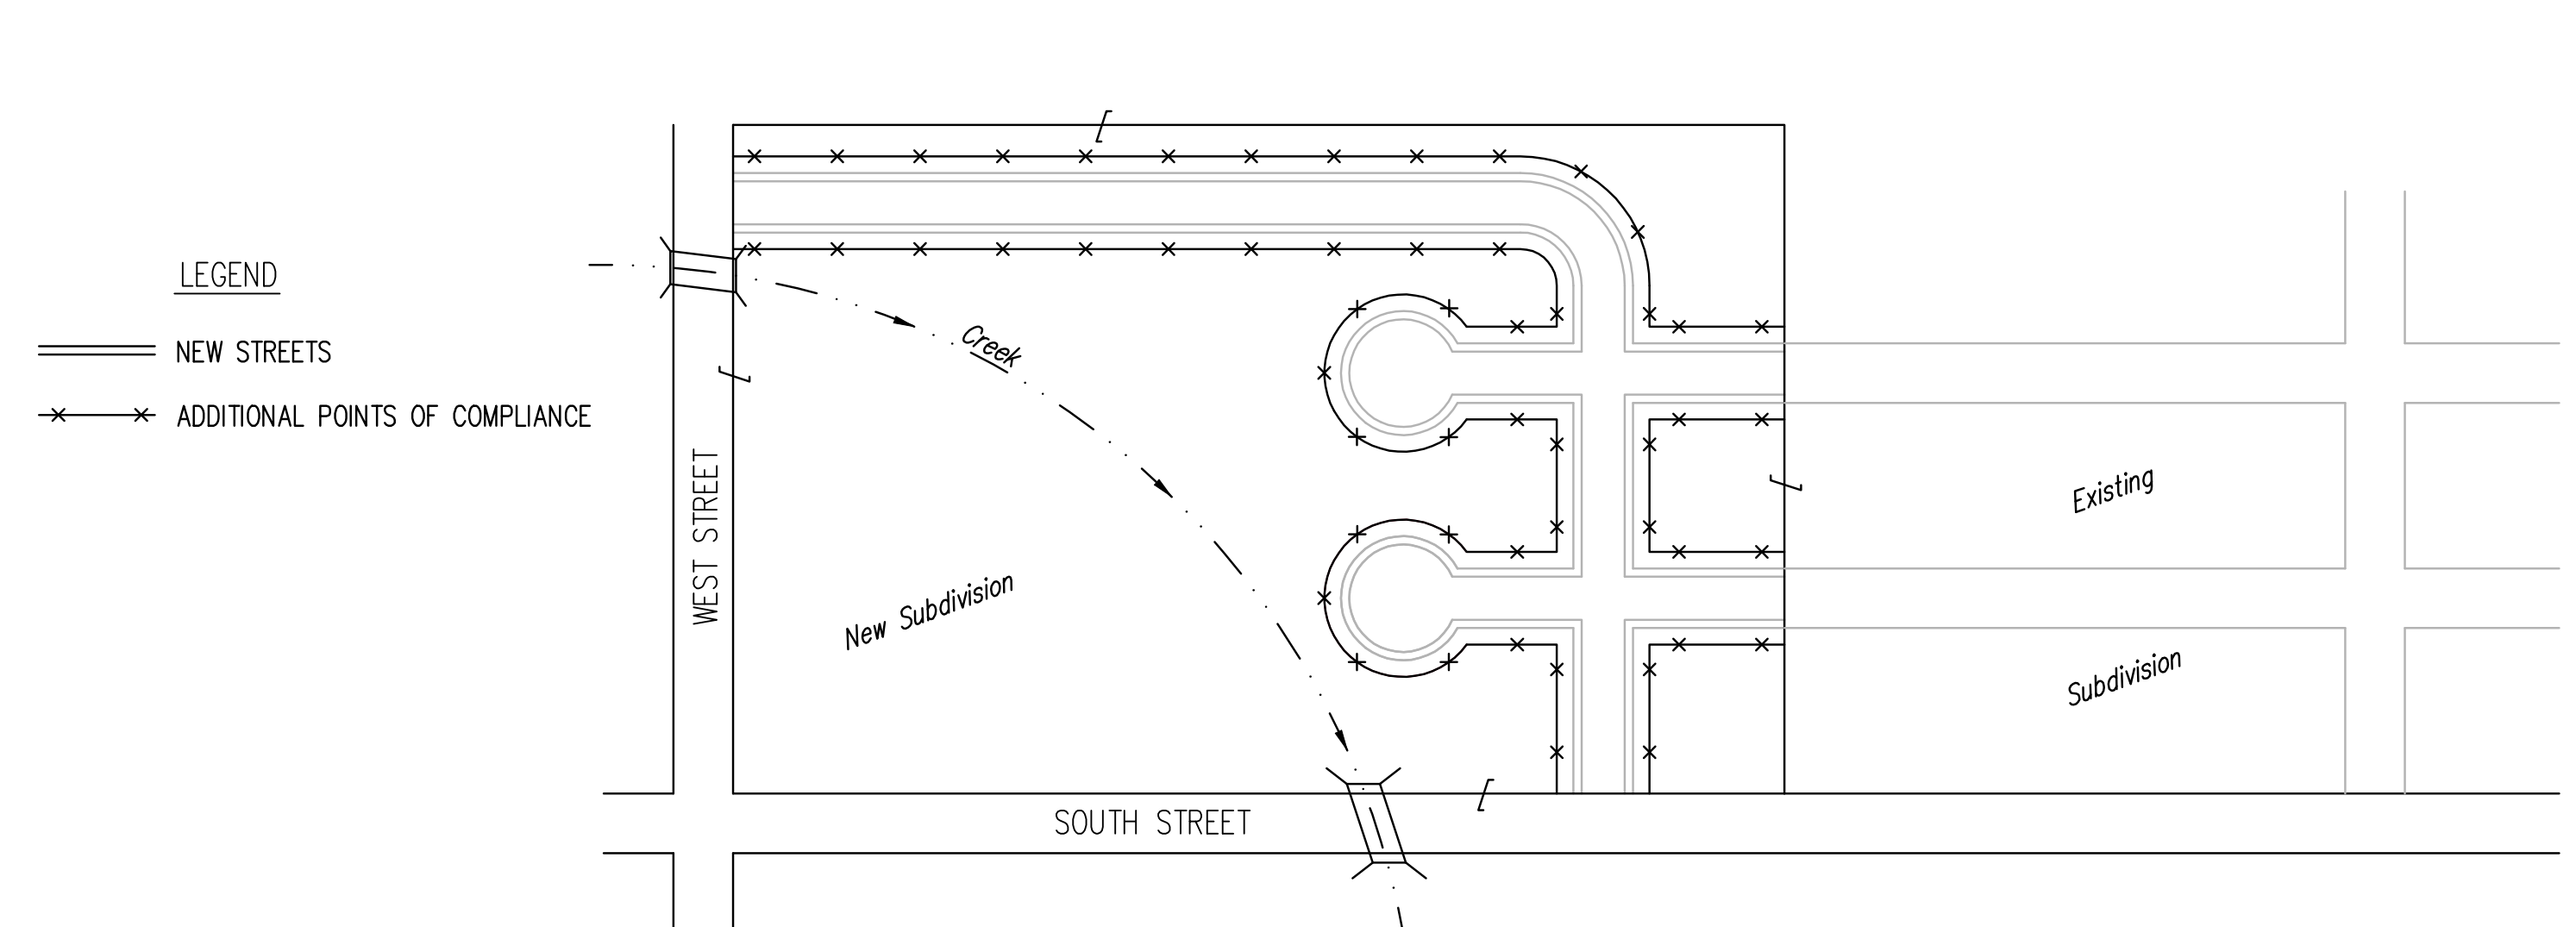 LEGEND
NEW STREETS
ADDITIONAL POINTS OF COMPLIANCE
WEST STREET
Creek
New Subdivision
SOUTH STREET
Existing
Subdivision